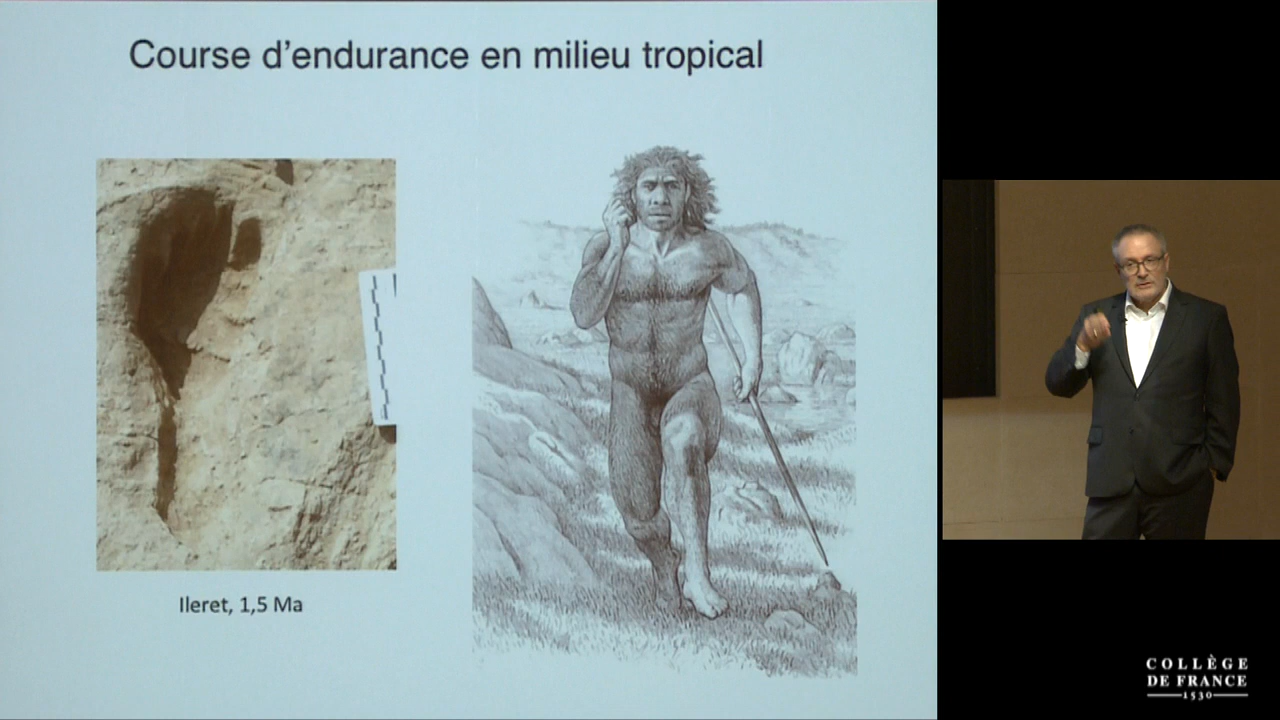 Course d'endurance en milieu tropical
Ileret, 1,5 Ma
COLLÈGE
DE FRANCE
1530